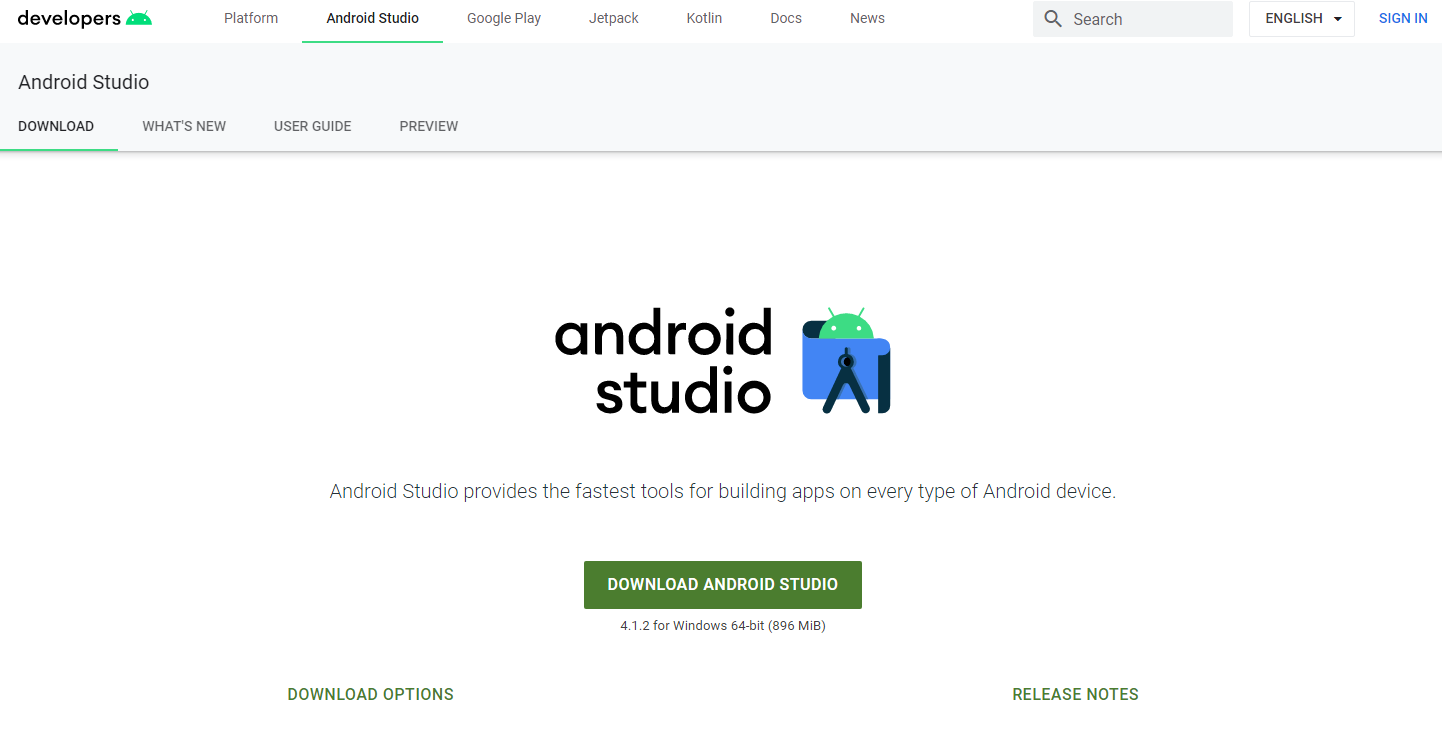 developers Platform Android Studio Google Play Jetpack Kotlin Docs News Search ENGLISH SIGN IN
Android Studio
DOWNLOAD WHAT'S NEW USER GUIDE PREVIEW
android
studio
Android Studio provides the fastest tools for building apps on every type of Android device.
DOWNLOAD ANDROID STUDIO
4.1.2 for Windows 64-bit (896 MiB)
DOWNLOAD OPTIONS RELEASE NOTES